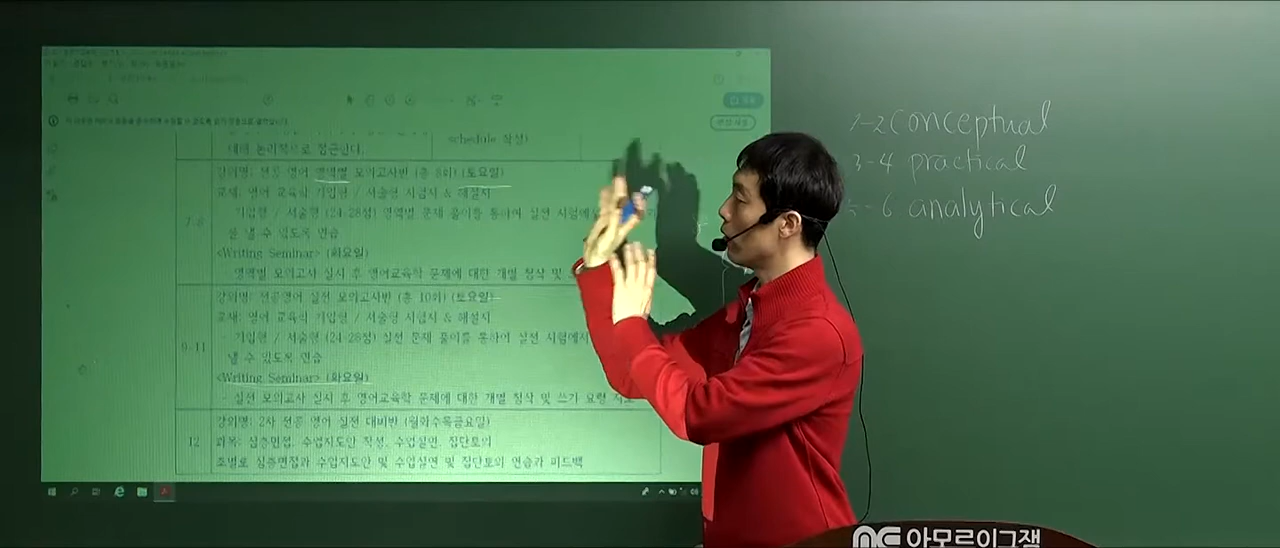 schedule 작성)
대해 논리적으로 접근한다.
7-8
강의명: 전공 영어 영역별 모의고사반 (총 8회) (토요일)
교재: 영어 교육학 기입형 / 서술형 시험지 & 해설지
- 기입형 / 서술형 (24-28점) 영역별 문제 풀이를 통하여 실전 시험에서
낼 수 있도록 연습
<Writing Seminar> (화요일)
- 영역별 모의고사 실시 후 영어교육학 문제에 대한 개별 첨삭 및
9-11
강의명: 전공영어 실전 모의고사반 (총 10회) (토요일)
교재: 영어 교육학 기입형 / 서술형 시험지 & 해설지
- 기입형 / 서술형 (24-28점) 실전 문제 풀이를 통하여 실전 시험에서
낼 수 있도록 연습
<Writing Seminar> (화요일)
- 실전 모의고사 실시 후 영어교육학 문제에 대한 개별 첨삭 및 쓰기 요령 지도
12
강의명: 2차 전공 영어 실전 대비반 (월화수목금요일)
과목: 심층면접, 수업지도안 작성, 수업실연, 집단토의
조별로 심층면접과 수업지도안 및 수업실연 및 집단토의 연습과 피드백
1-2 conceptual
3-4 practical
5-6 analytical
아모르이그잼